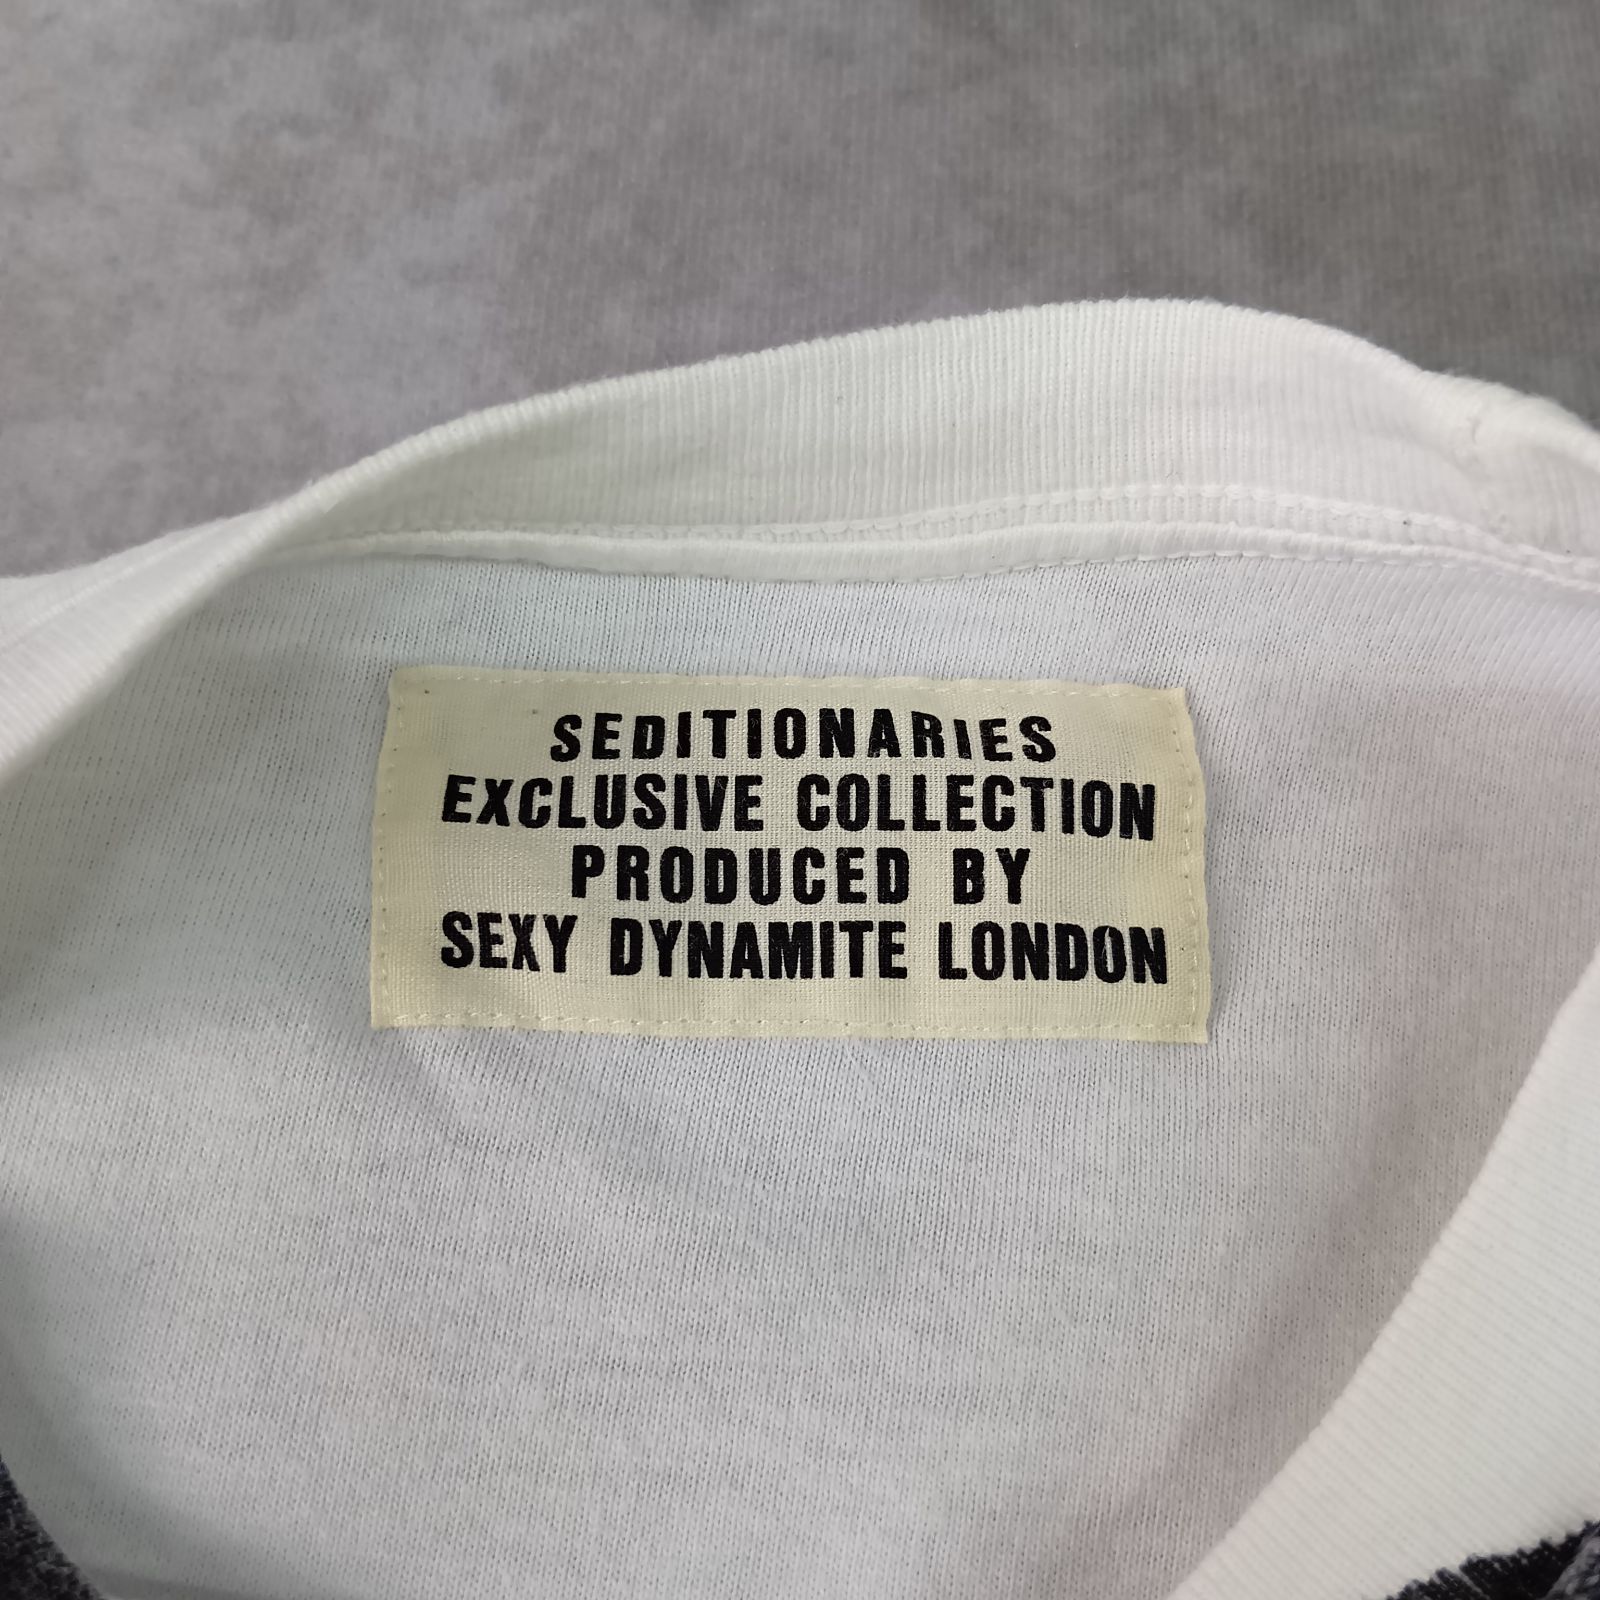 SEDITIONARIES
EXCLUSIVE COLLECTION
PRODUCED BY
SEXY DYNAMITE LONDON